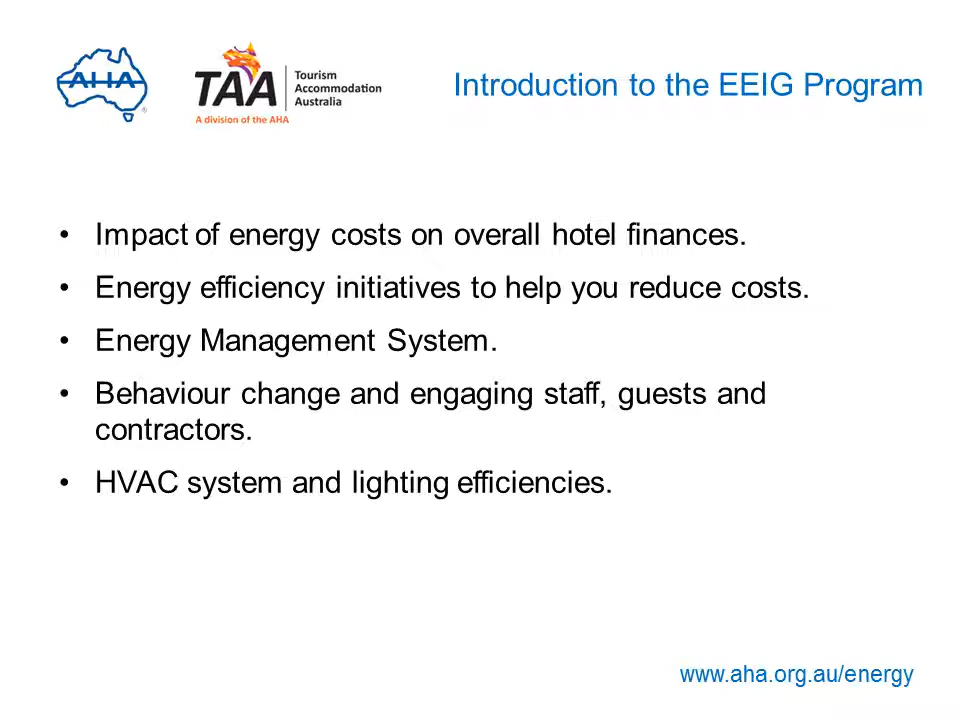 AHA
®
TAA
Tourism
Accommodation
Australia
A division of the AHA
Introduction to the EEIG Program
• Impact of energy costs on overall hotel finances.
• Energy efficiency initiatives to help you reduce costs.
• Energy Management System.
• Behaviour change and engaging staff, guests and
contractors.
• HVAC system and lighting efficiencies.
www.aha.org.au/energy